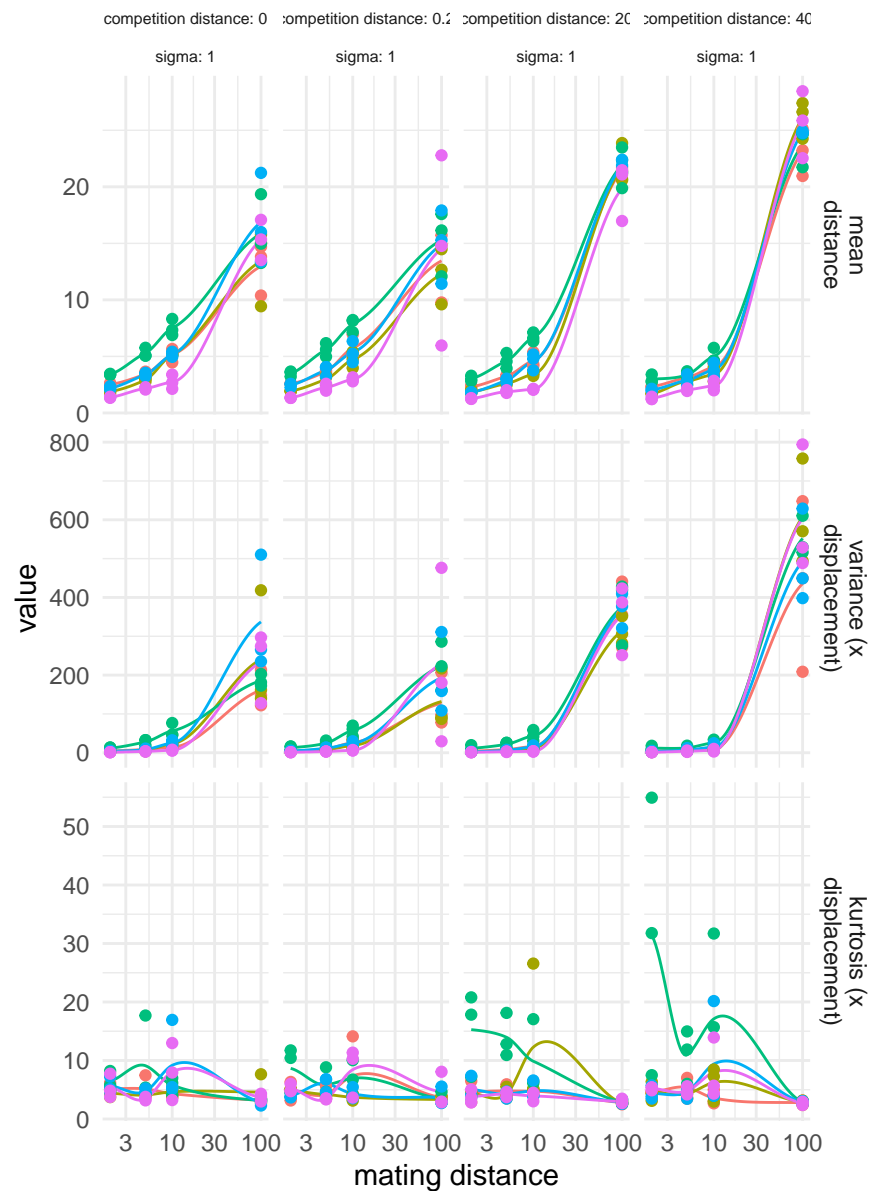 competition distance: 0
competition distance: 0.2
competition distance: 20
competition distance: 40
sigma: 1
sigma: 1
sigma: 1
sigma: 1
20
10
0
mean
distance
800
600
400
200
0
variance (x
displacement)
value
50
40
30
20
10
0
kurtosis (x
displacement)
3 10 30 100
3 10 30 100
3 10 30 100
3 10 30 100
mating distance